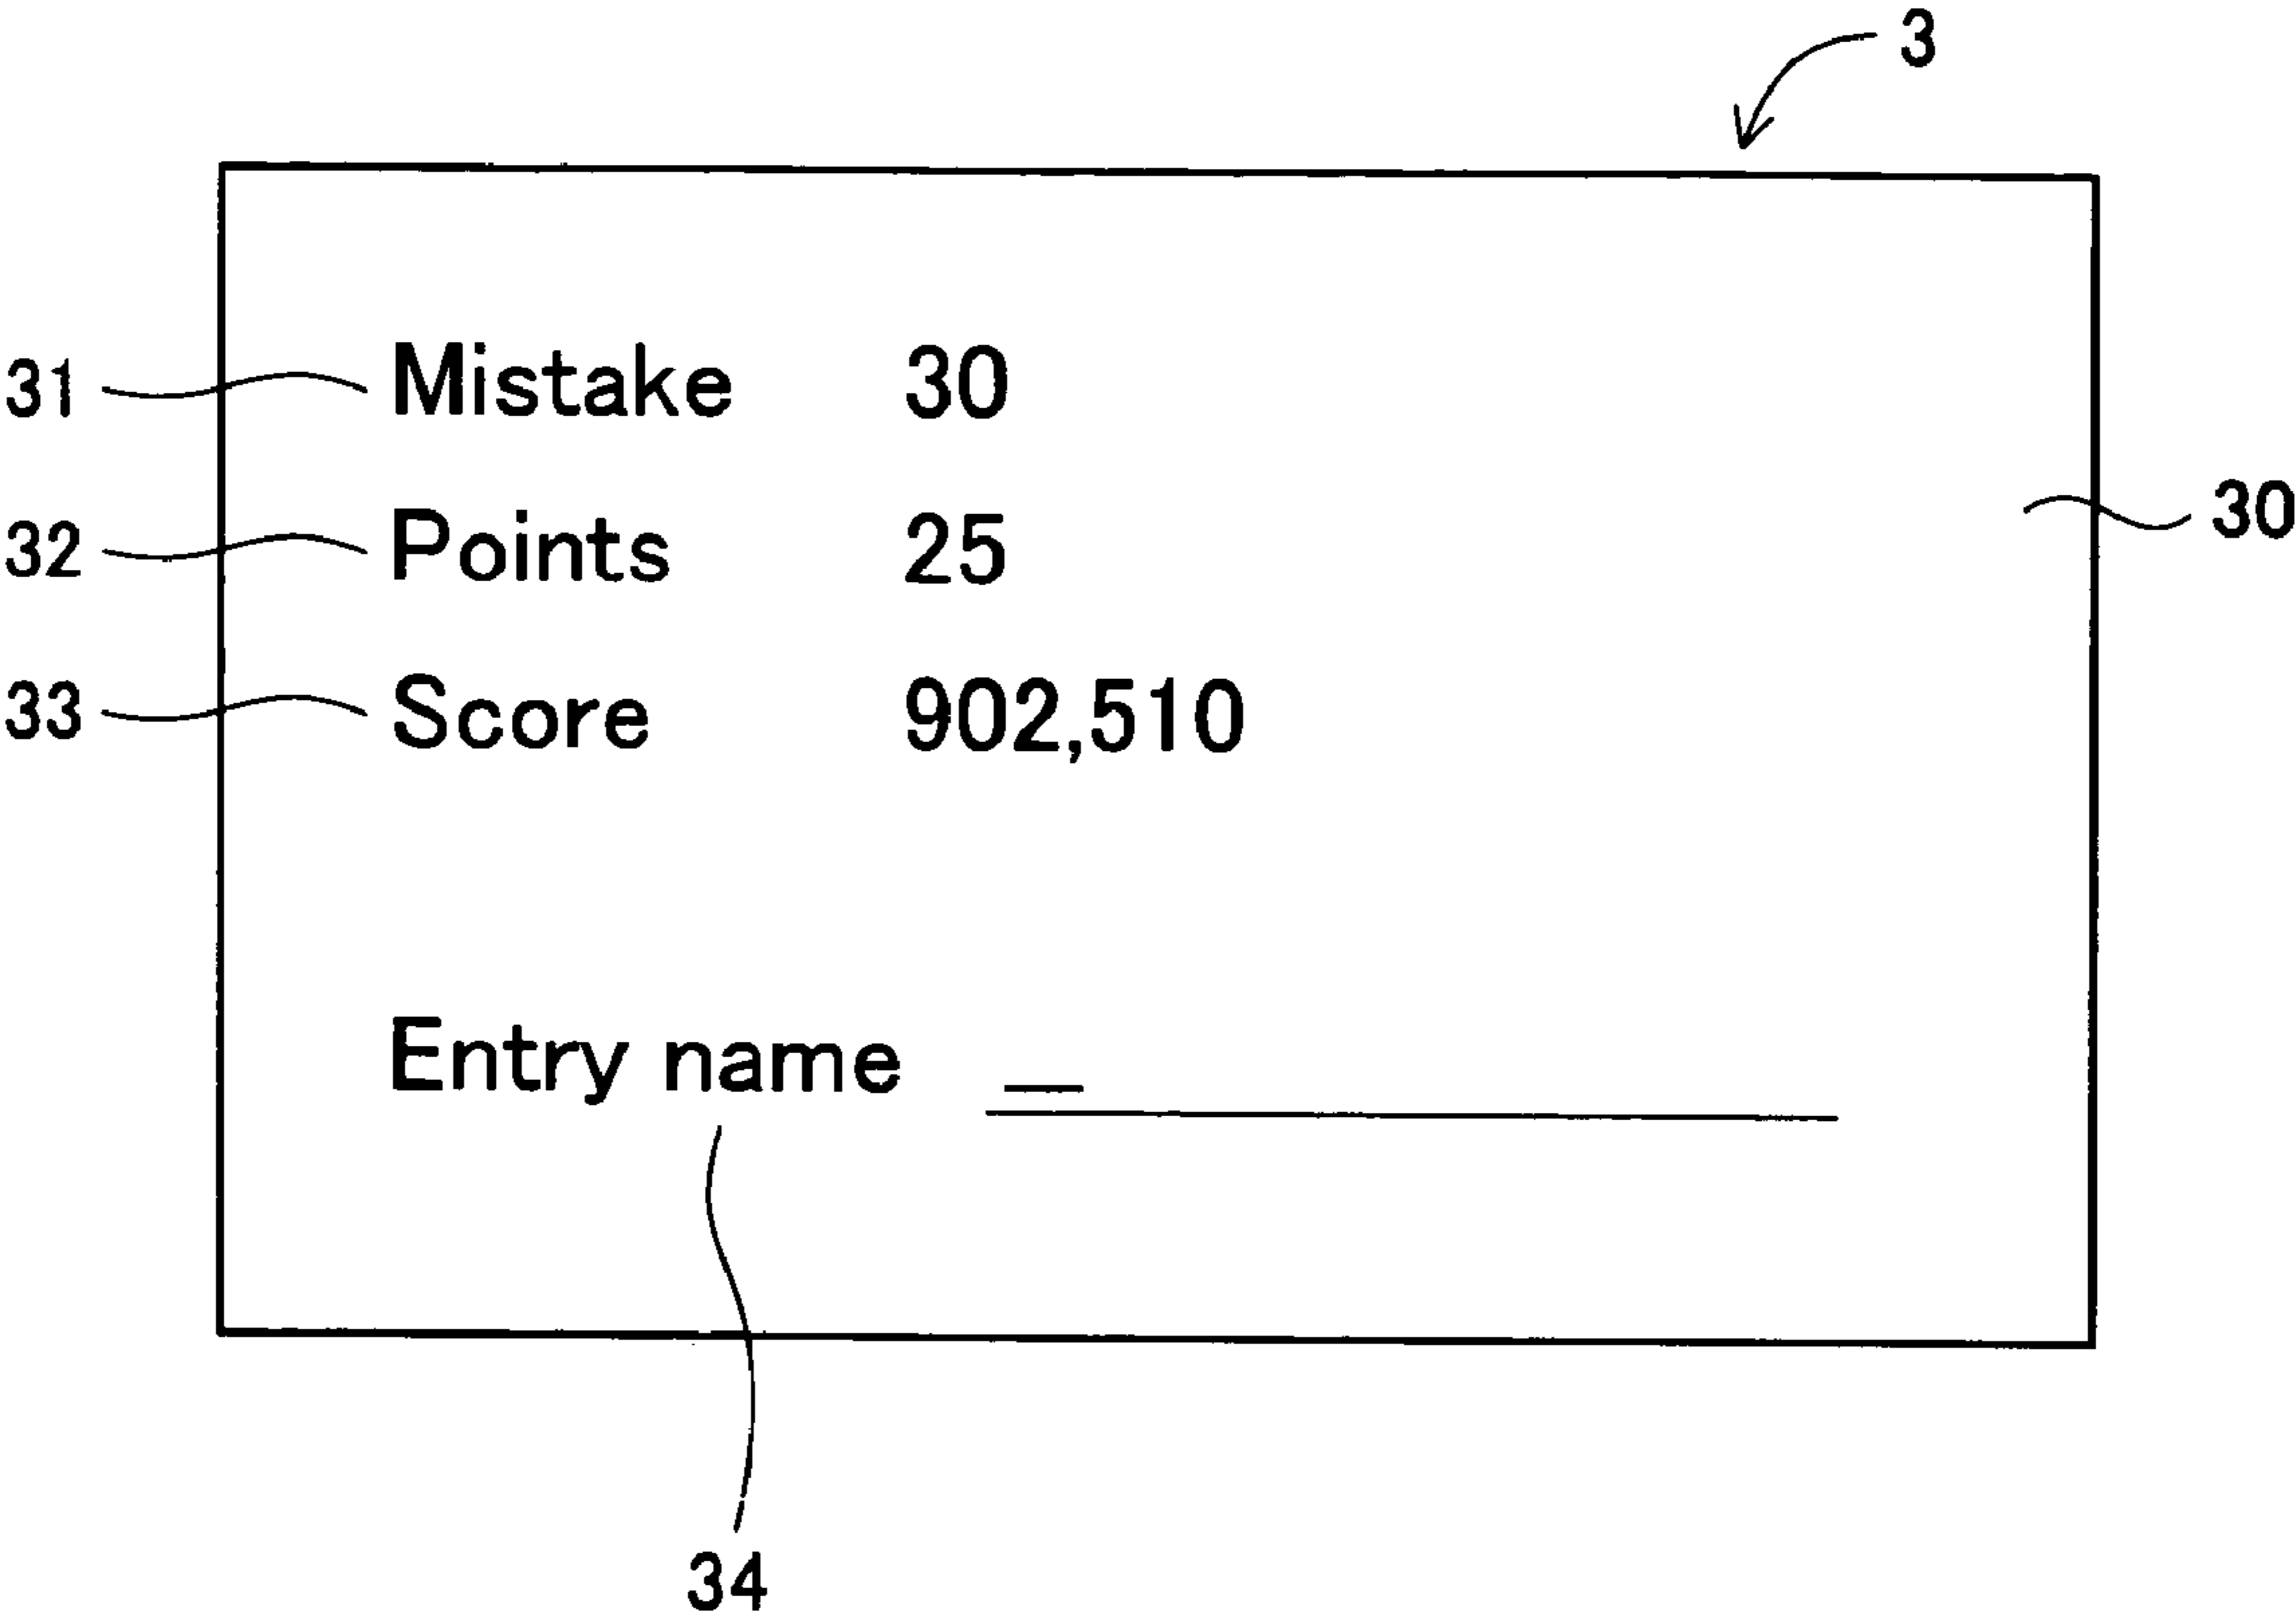 3
31 Mistake 30
30
32 Points 25
33 Score 902,510
Entry name _
34